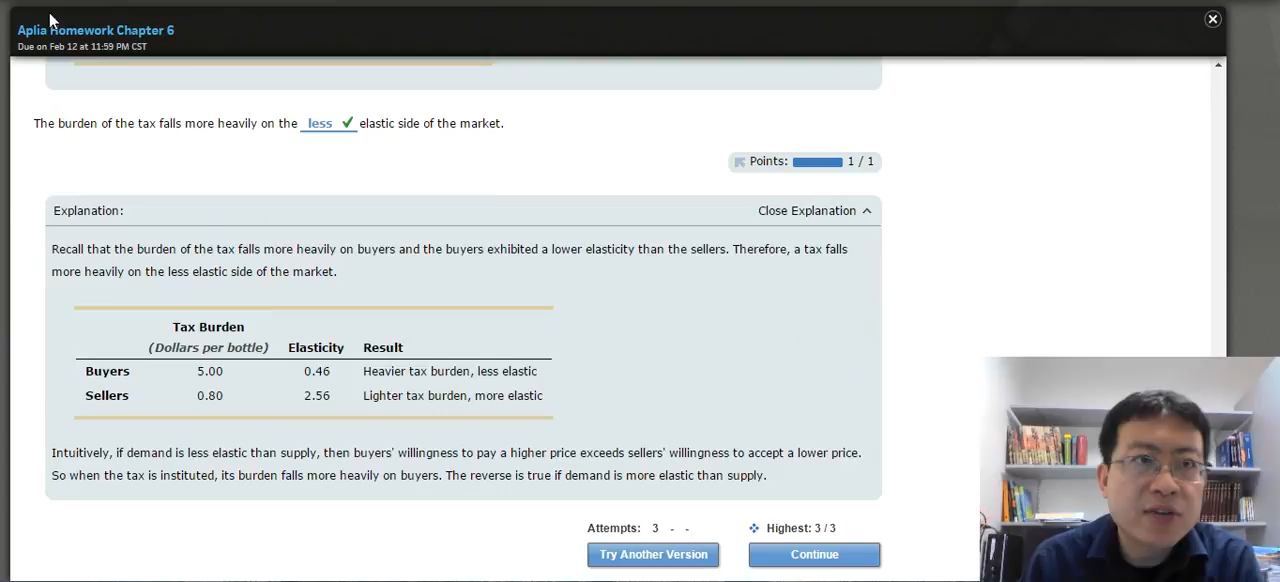 Aplia Homework Chapter 6
Due on Feb 12 at 11:59 PM CST
The burden of the tax falls more heavily on the less elastic side of the market.
Points: 1 / 1
Explanation: Close Explanation
Recall that the burden of the tax falls more heavily on buyers and the buyers exhibited a lower elasticity than the sellers. Therefore, a tax falls
more heavily on the less elastic side of the market.
Tax Burden
(Dollars per bottle) Elasticity Result
Buyers 5.00 0.46 Heavier tax burden, less elastic
Sellers 0.80 2.56 Lighter tax burden, more elastic
Intuitively, if demand is less elastic than supply, then buyers' willingness to pay a higher price exceeds sellers' willingness to accept a lower price.
So when the tax is instituted, its burden falls more heavily on buyers. The reverse is true if demand is more elastic than supply.
Attempts: 3 - - Highest: 3 / 3
Try Another Version Continue